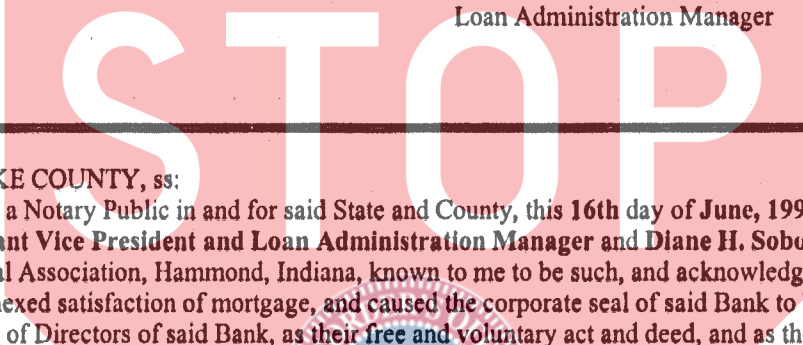 Loan Administration Manager
STOP
KE COUNTY, ss:
a Notary Public in and for said State and County, this 16th day of June, 199
ant Vice President and Loan Administration Manager and Diane H. Sobo
al Association, Hammond, Indiana, known to me to be such, and acknowledg
nexed satisfaction of mortgage, and caused the corporate seal of said Bank to
of Directors of said Bank, as their free and voluntary act and deed, and as th